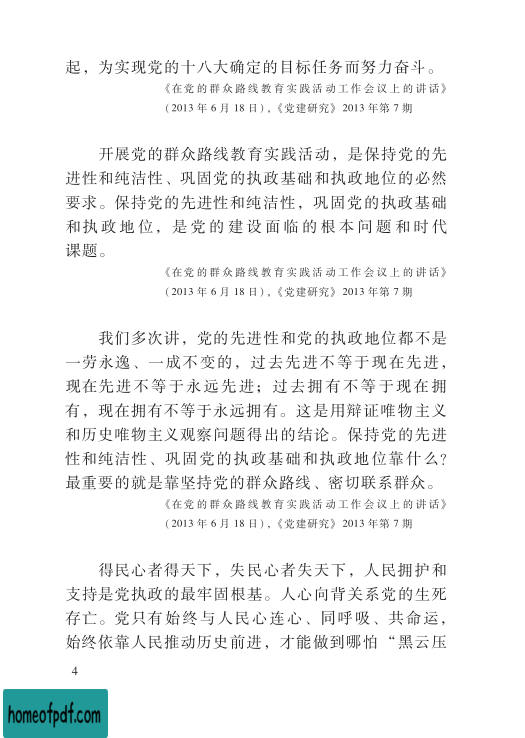 起，为实现党的十八大确定的目标任务而努力奋斗。
《在党的群众路线教育实践活动工作会议上的讲话》
（2013 年 6 月 18 日），《党建研究》2013 年第 7 期
开展党的群众路线教育实践活动，是保持党的先
进性和纯洁性、巩固党的执政基础和执政地位的必然
要求。保持党的先进性和纯洁性，巩固党的执政基础
和执政地位，是党的建设面临的根本问题和时代
课题。
《在党的群众路线教育实践活动工作会议上的讲话》
（2013 年 6 月 18 日），《党建研究》2013 年第 7 期
我们多次讲，党的先进性和党的执政地位都不是
一劳永逸、一成不变的，过去先进不等于现在先进，
现在先进不等于永远先进；过去拥有不等于现在拥
有，现在拥有不等于永远拥有。这是用辩证唯物主义
和历史唯物主义观察问题得出的结论。保持党的先进
性和纯洁性、巩固党的执政基础和执政地位靠什么？
最重要的就是靠坚持党的群众路线、密切联系群众。
《在党的群众路线教育实践活动工作会议上的讲话》
（2013 年 6 月 18 日），《党建研究》2013 年第 7 期
得民心者得天下，失民心者失天下，人民拥护和
支持是党执政的最牢固根基。人心向背关系党的生死
存亡。党只有始终与人民心连心、同呼吸、共命运，
始终依靠人民推动历史前进，才能做到哪怕“黑云压
4
homeofpdf.com